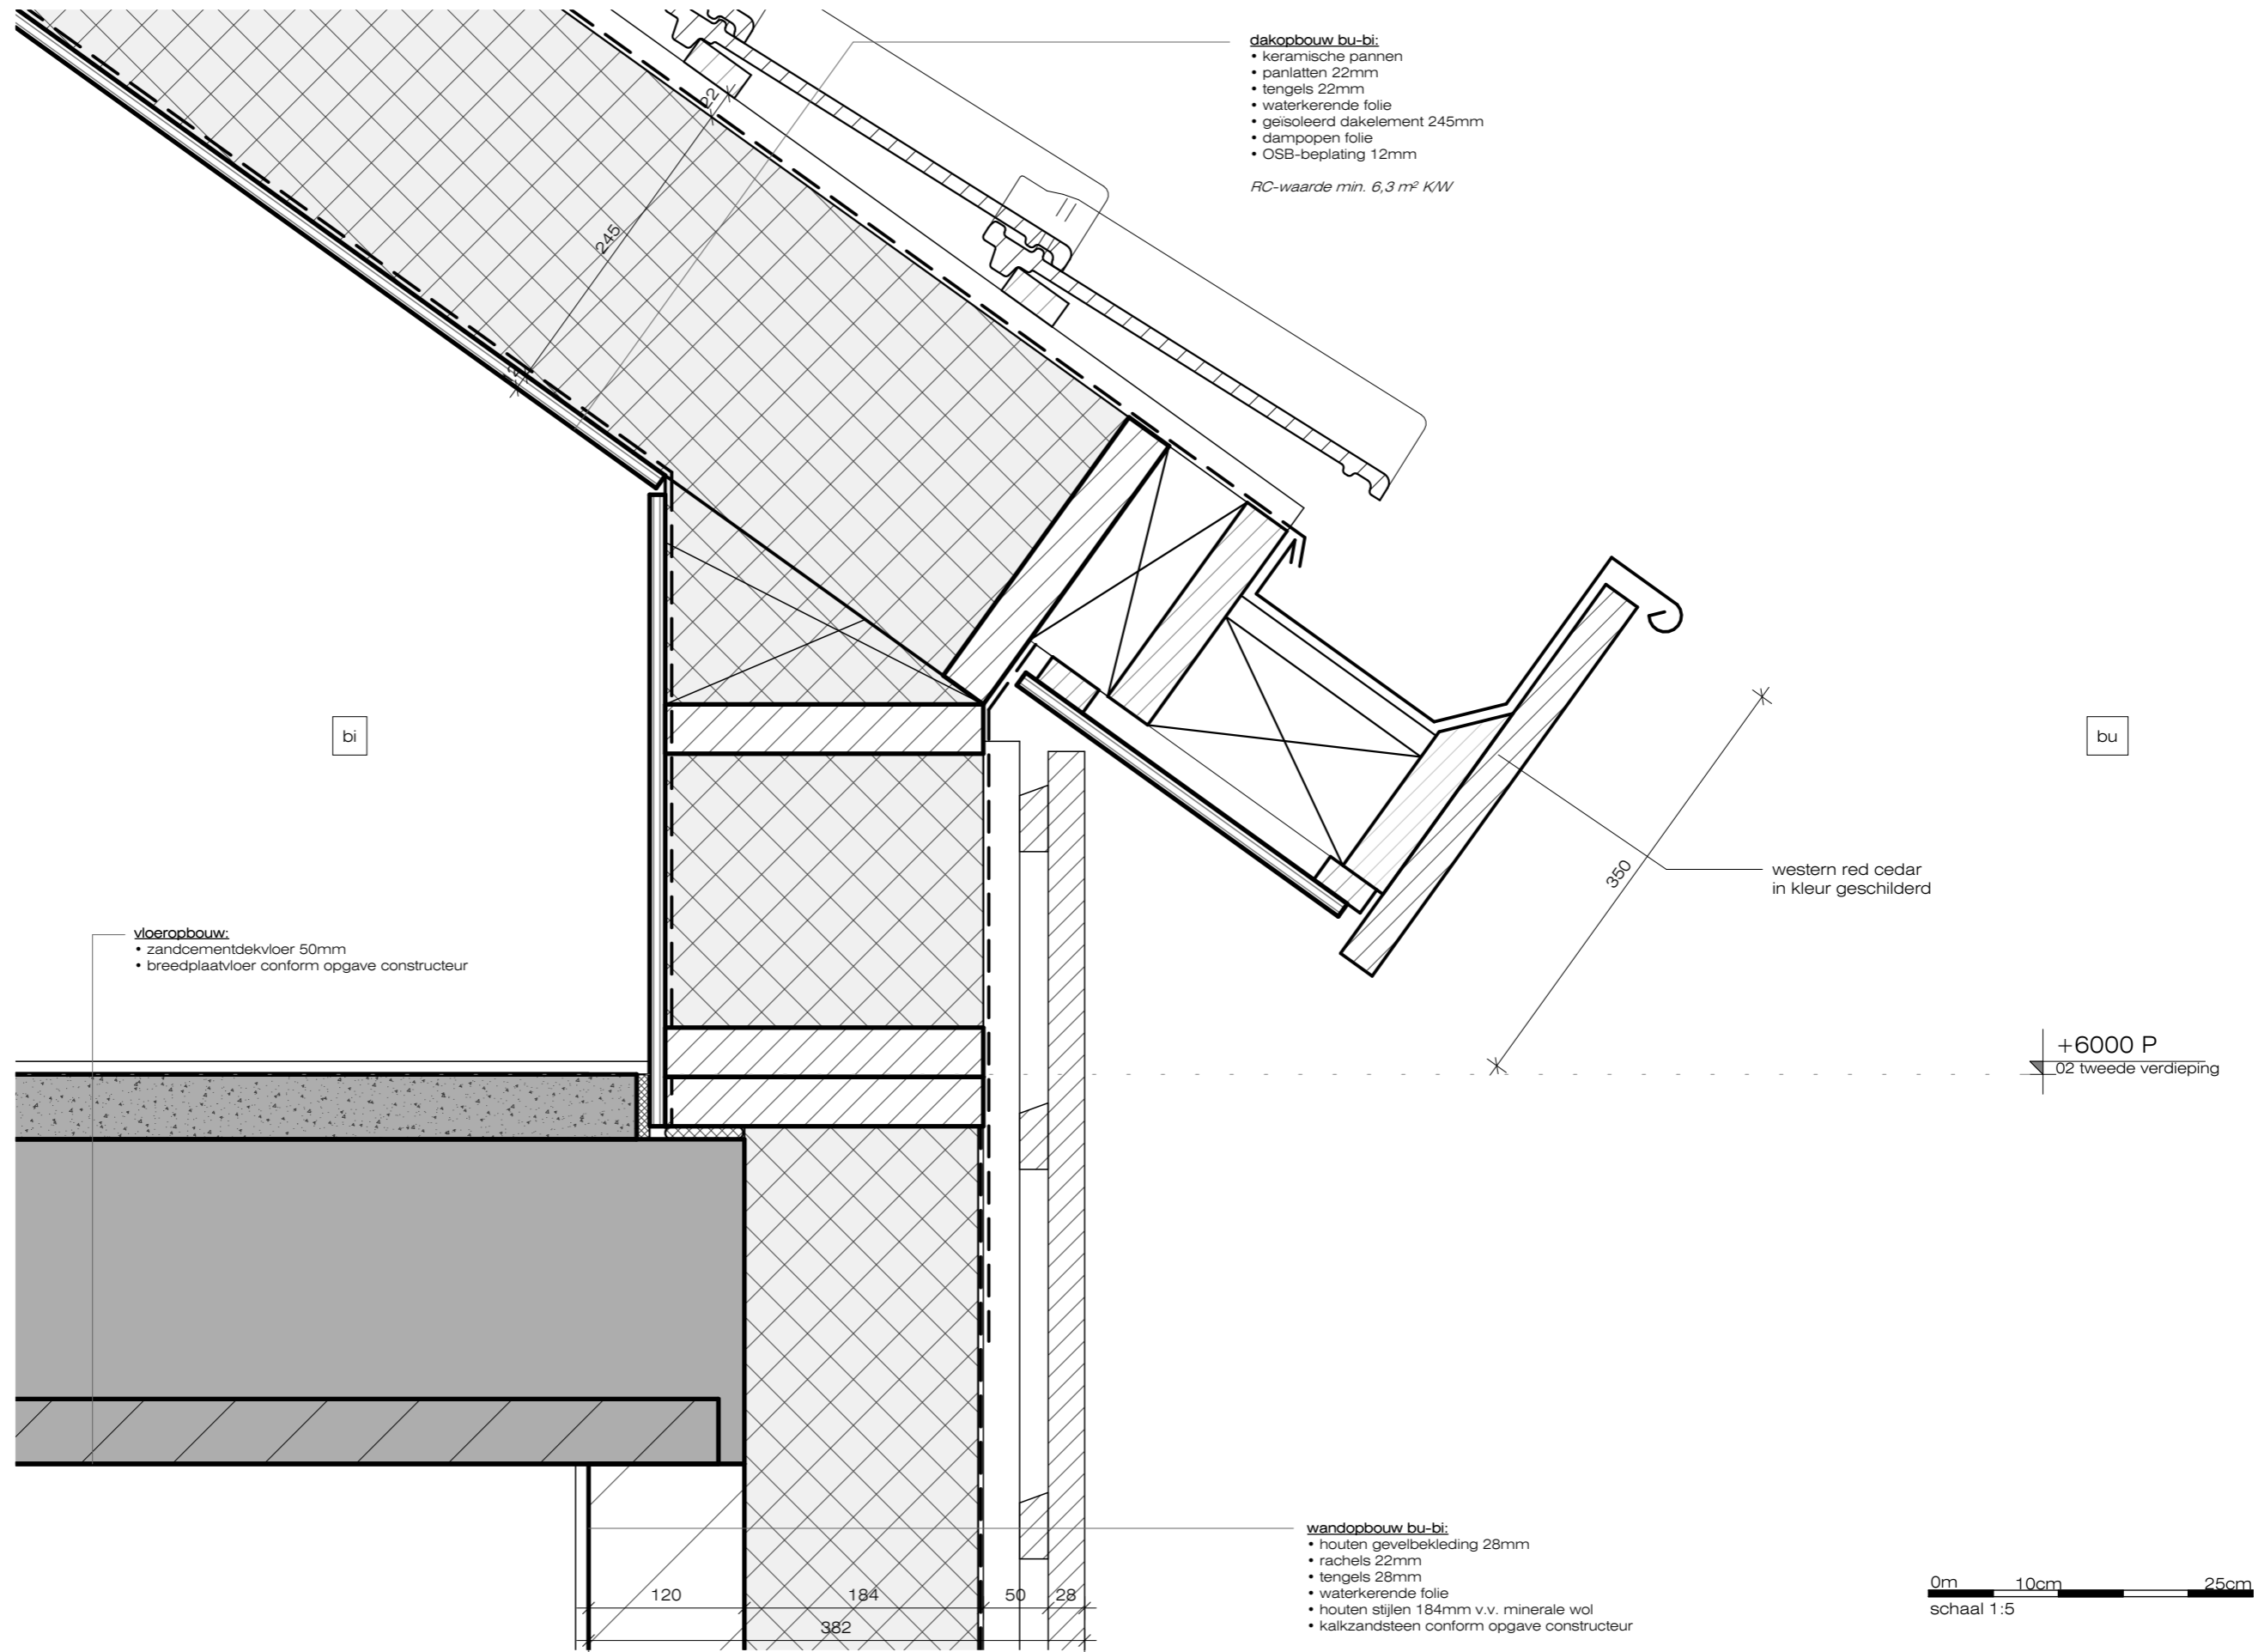 dakopbouw bu-bi:
• keramische pannen
• panlatten 22mm
• tengels 22mm
• waterkerende folie
• geïsoleerd dakelement 245mm
• dampopen folie
• OSB-beplating 12mm
RC-waarde min. 6,3 m² K/W
22
245
bi
bu
350
western red cedar
in kleur geschilderd
vloeropbouw:
• zandcementdekvloer 50mm
• breedplaatvloer conform opgave constructeur
+6000 P
02 tweede verdieping
wandopbouw bu-bi:
• houten gevelbekleding 28mm
• rachels 22mm
• tengels 28mm
• waterkerende folie
• houten stijlen 184mm v.v. minerale wol
• kalkzandsteen conform opgave constructeur
120 184 50 28
382
0m 10cm 25cm
schaal 1:5